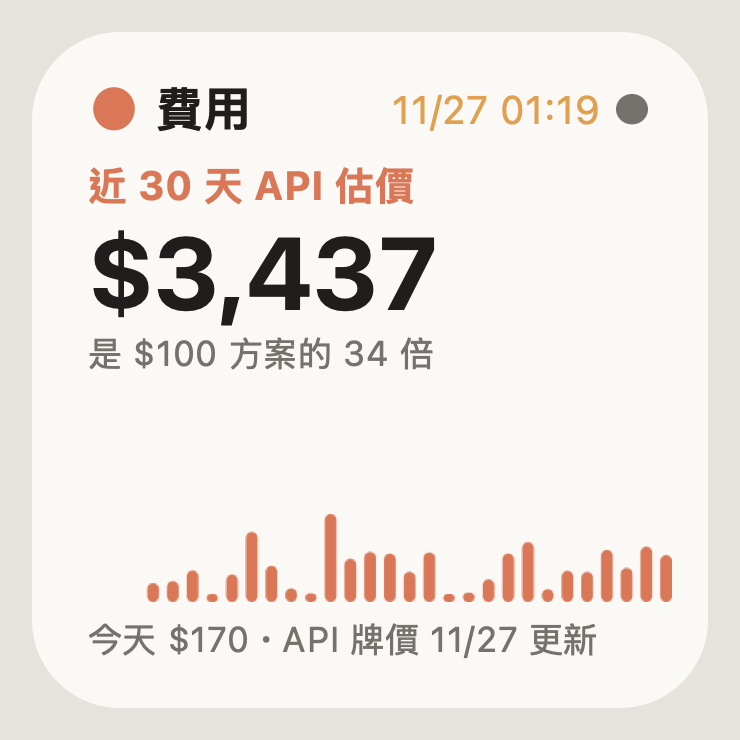 費用 11/27 01:19
近 30 天 API 估價
$3,437
是 $100 方案的 34 倍
今天 $170・API 牌價 11/27 更新